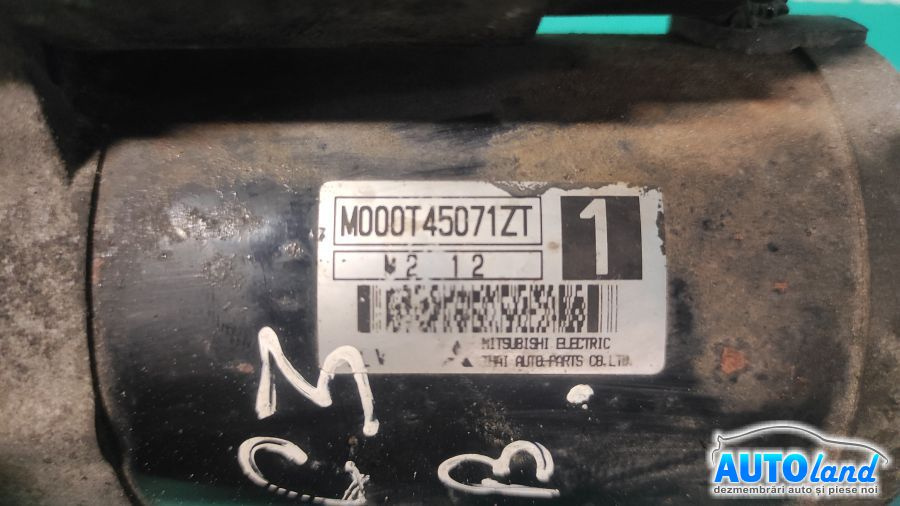 M000T45071ZT
1
2 12
V MITSUBISHI ELECTRIC
THAI AUTO-PARTS CO.,LTD.
M
AUTOland
dezmembrări auto și piese noi